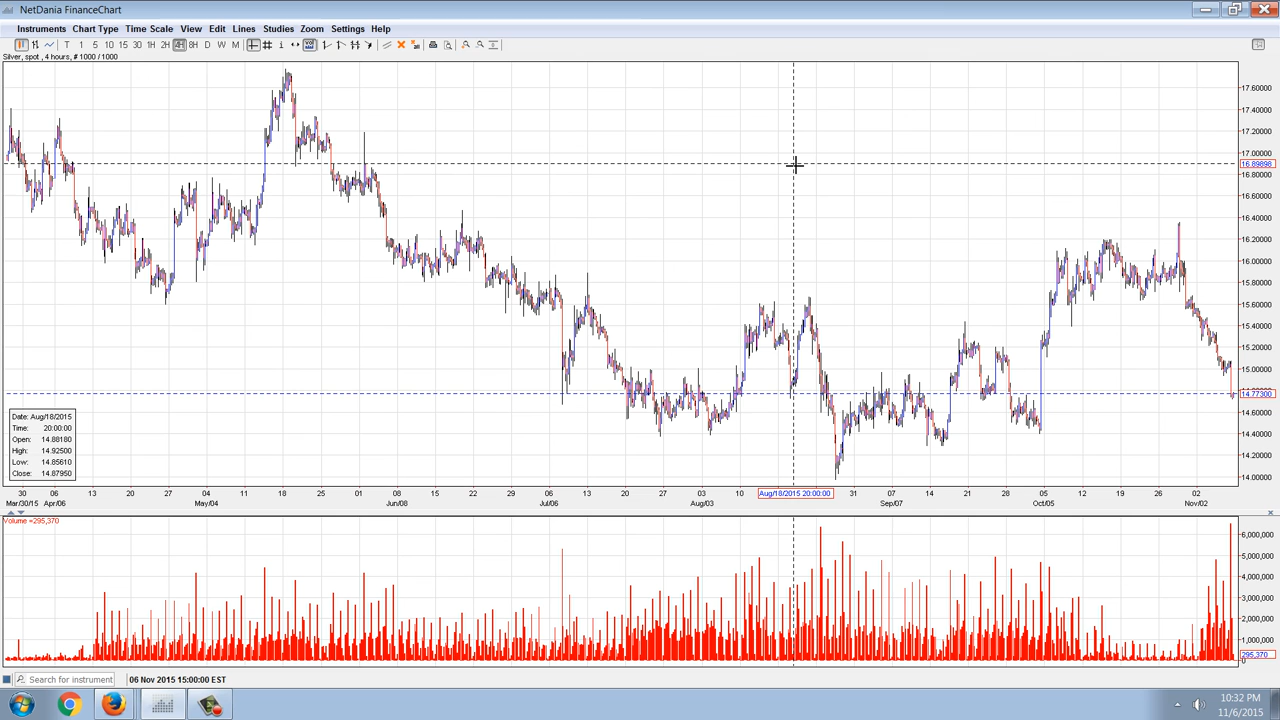 NetDania FinanceChart
Instruments Chart Type Time Scale View Edit Lines Studies Zoom Settings Help
T 1 5 10 15 30 1H 2H 4H 8H D W M
Silver, spot , 4 hours, # 1000 / 1000
17.60000
17.40000
17.20000
17.00000
16.89898
16.80000
16.60000
16.40000
16.20000
16.00000
15.80000
15.60000
15.40000
15.20000
15.00000
14.77300
14.60000
14.40000
14.20000
14.00000
Date: Aug/18/2015
Time: 20:00:00
Open: 14.88180
High: 14.92500
Low: 14.85610
Close: 14.87950
30 06 13 20 27 04 11 18 25 01 08 15 22 29 06 13 20 27 03 10 Aug/18/2015 20:00:00 31 07 14 21 28 05 12 19 26 02
Mar/30/15 Apr/06 May/04 Jun/08 Jul/06 Aug/03 Sep/07 Oct/05 Nov/02
Volume =295,370
6,000,000
5,000,000
4,000,000
3,000,000
2,000,000
1,000,000
295,370
0
Search for instrument 06 Nov 2015 15:00:00 EST
10:32 PM
11/6/2015